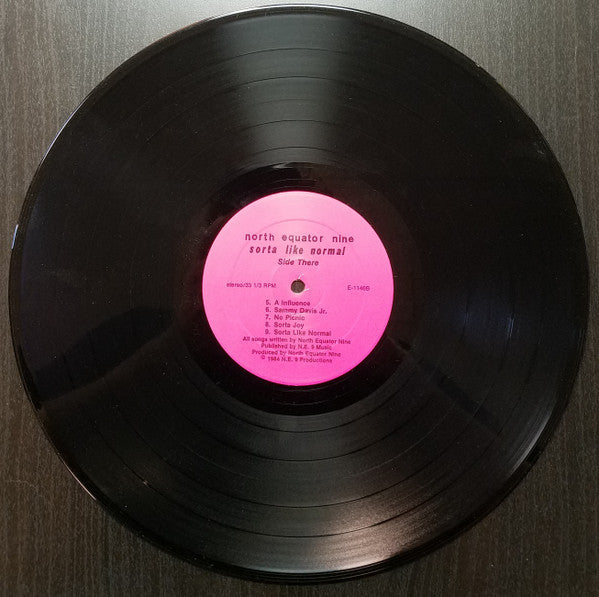 north equator nine
sorta like normal
Side There
stereo/33 1/3 RPM E-1146B
5. A Influence
6. Sammy Davis Jr.
7. No Picnic
8. Sorta Joy
9. Sorta Like Normal
All songs written by North Equator Nine
Published by N.E. 9 Music
Produced by North Equator Nine
© 1984 N.E. 9 Productions